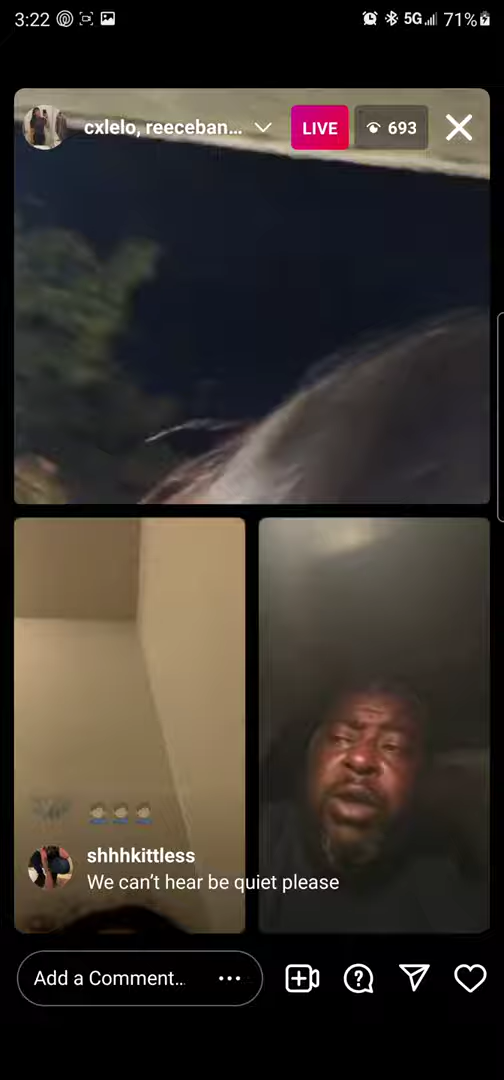 3:22
5G
71%
cxlelo, reeceban...
LIVE
693
shhhkittless
We can't hear be quiet please
Add a Comment...